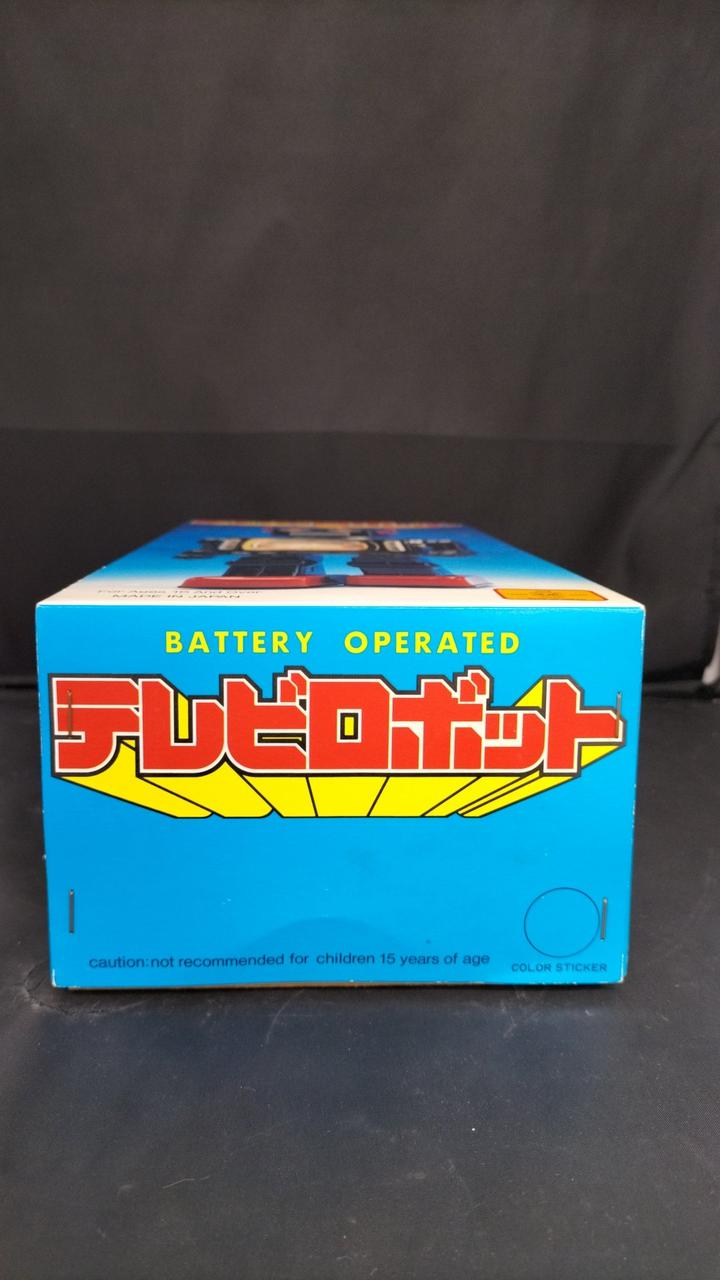 For Ages 15 And Over
MADE IN JAPAN
BATTERY OPERATED
テレビロボット
caution:not recommended for children 15 years of age
COLOR STICKER